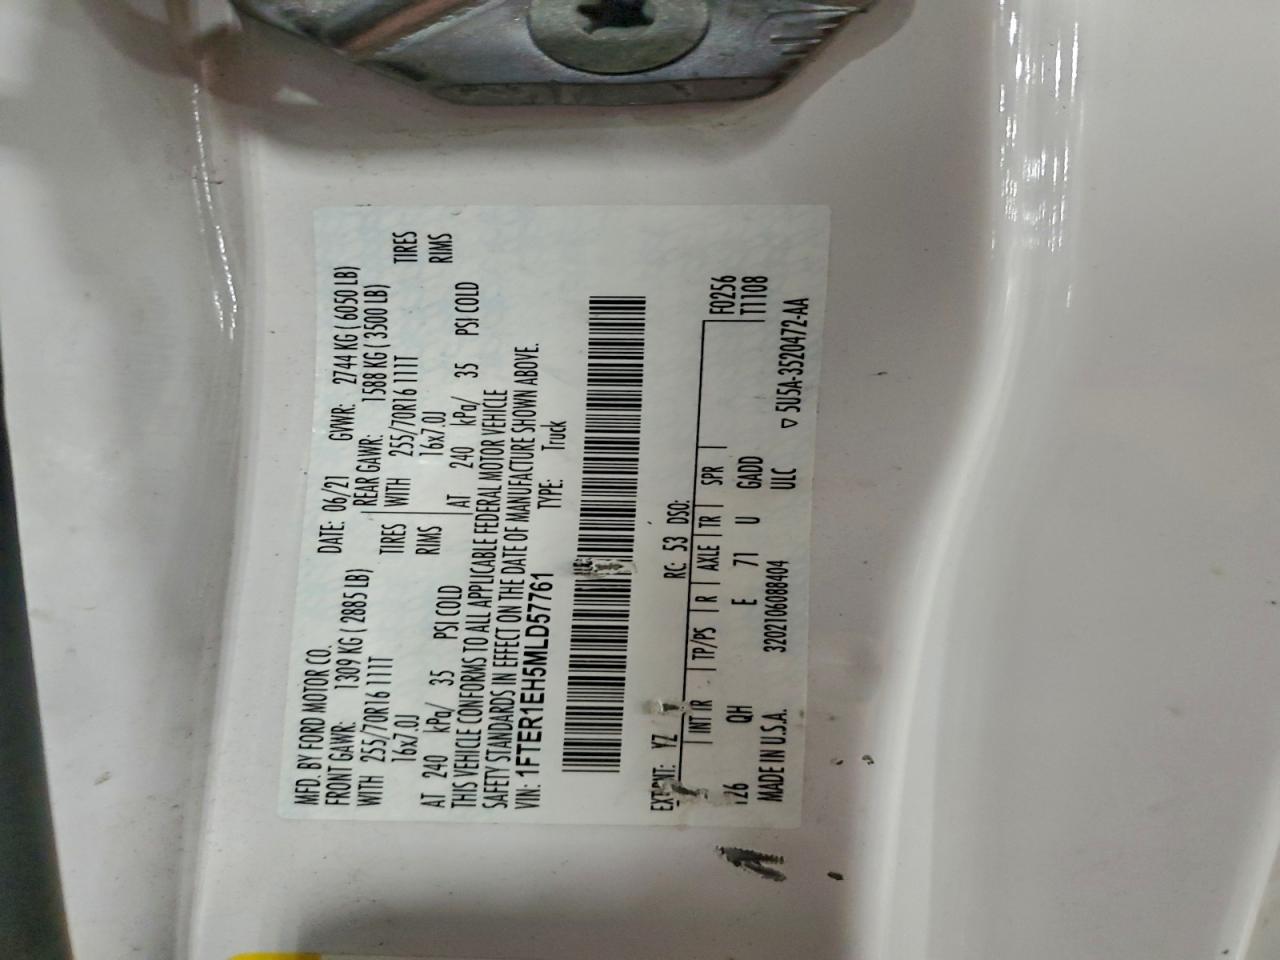 MFD. BY FORD MOTOR CO.
DATE: 06/21 GVWR: 2744 KG ( 6050 LB)
FRONT GAWR: 1309 KG ( 2885 LB) REAR GAWR: 1588 KG ( 3500 LB)
WITH 255/70R16 111T TIRES WITH 255/70R16 111T TIRES
16x7.0J RIMS 16x7.0J RIMS
AT 240 kPa/ 35 PSI COLD AT 240 kPa/ 35 PSI COLD
THIS VEHICLE CONFORMS TO ALL APPLICABLE FEDERAL MOTOR VEHICLE
SAFETY STANDARDS IN EFFECT ON THE DATE OF MANUFACTURE SHOWN ABOVE.
VIN: 1FTER1EH5MLD57761 TYPE: Truck
YZ RC: 53 DSO:
INT IR TP/PS R AXLE TR SPR F0256
QH E 71 U GADD T1108
MADE IN U.S.A. 3202106088404 ULC ▽ 5U5A-3520472-AA